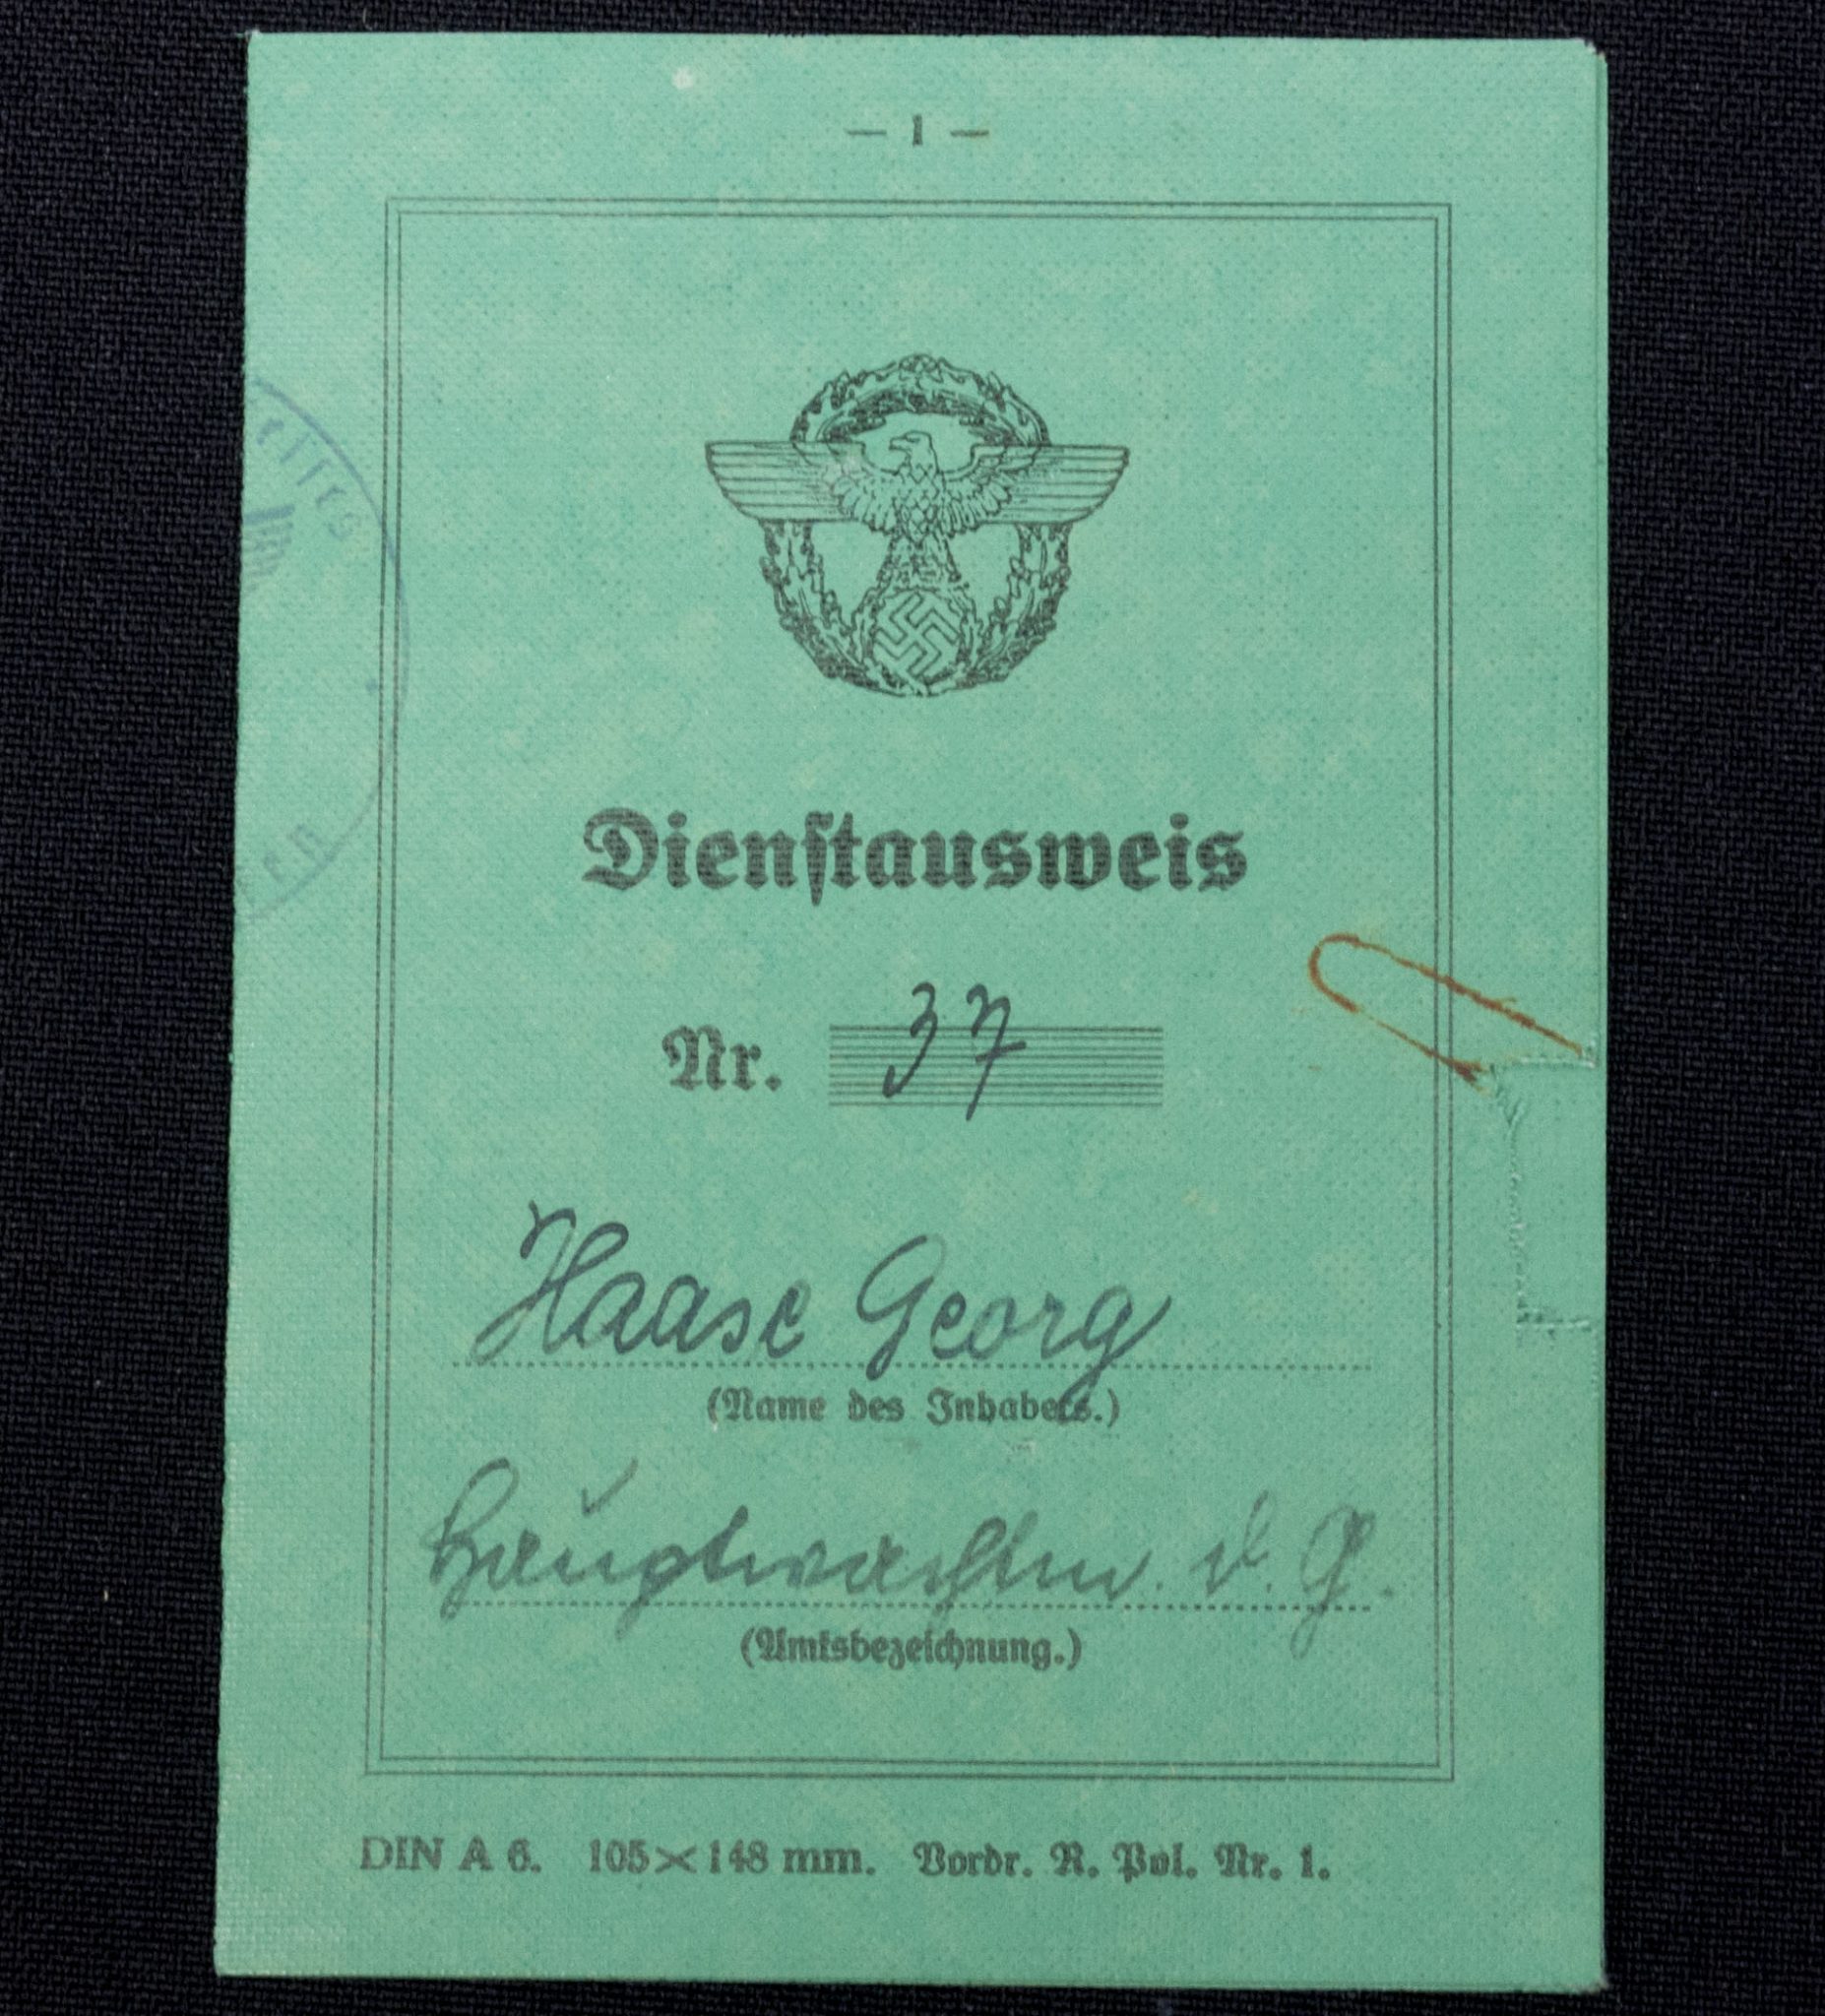 — 1 —
Dienstausweis
Nr. 37
Haase Georg
(Name des Inhabers.)
Hauptwachtm. d. G.
(Amtsbezeichnung.)
DIN A 6. 105×148 mm. Vordr. R. Pol. Nr. 1.